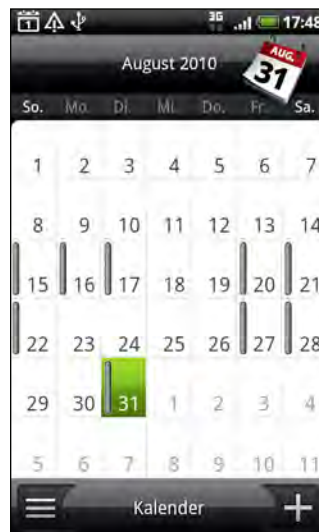 3G 17:48
August 2010
AUG.
31
So. Mo. Di. Mi. Do. Fr. Sa.
1 2 3 4 5 6 7
8 9 10 11 12 13 14
15 16 17 18 19 20 21
22 23 24 25 26 27 28
29 30 31 1 2 3 4
5 6 7 8 9 10 11
Kalender